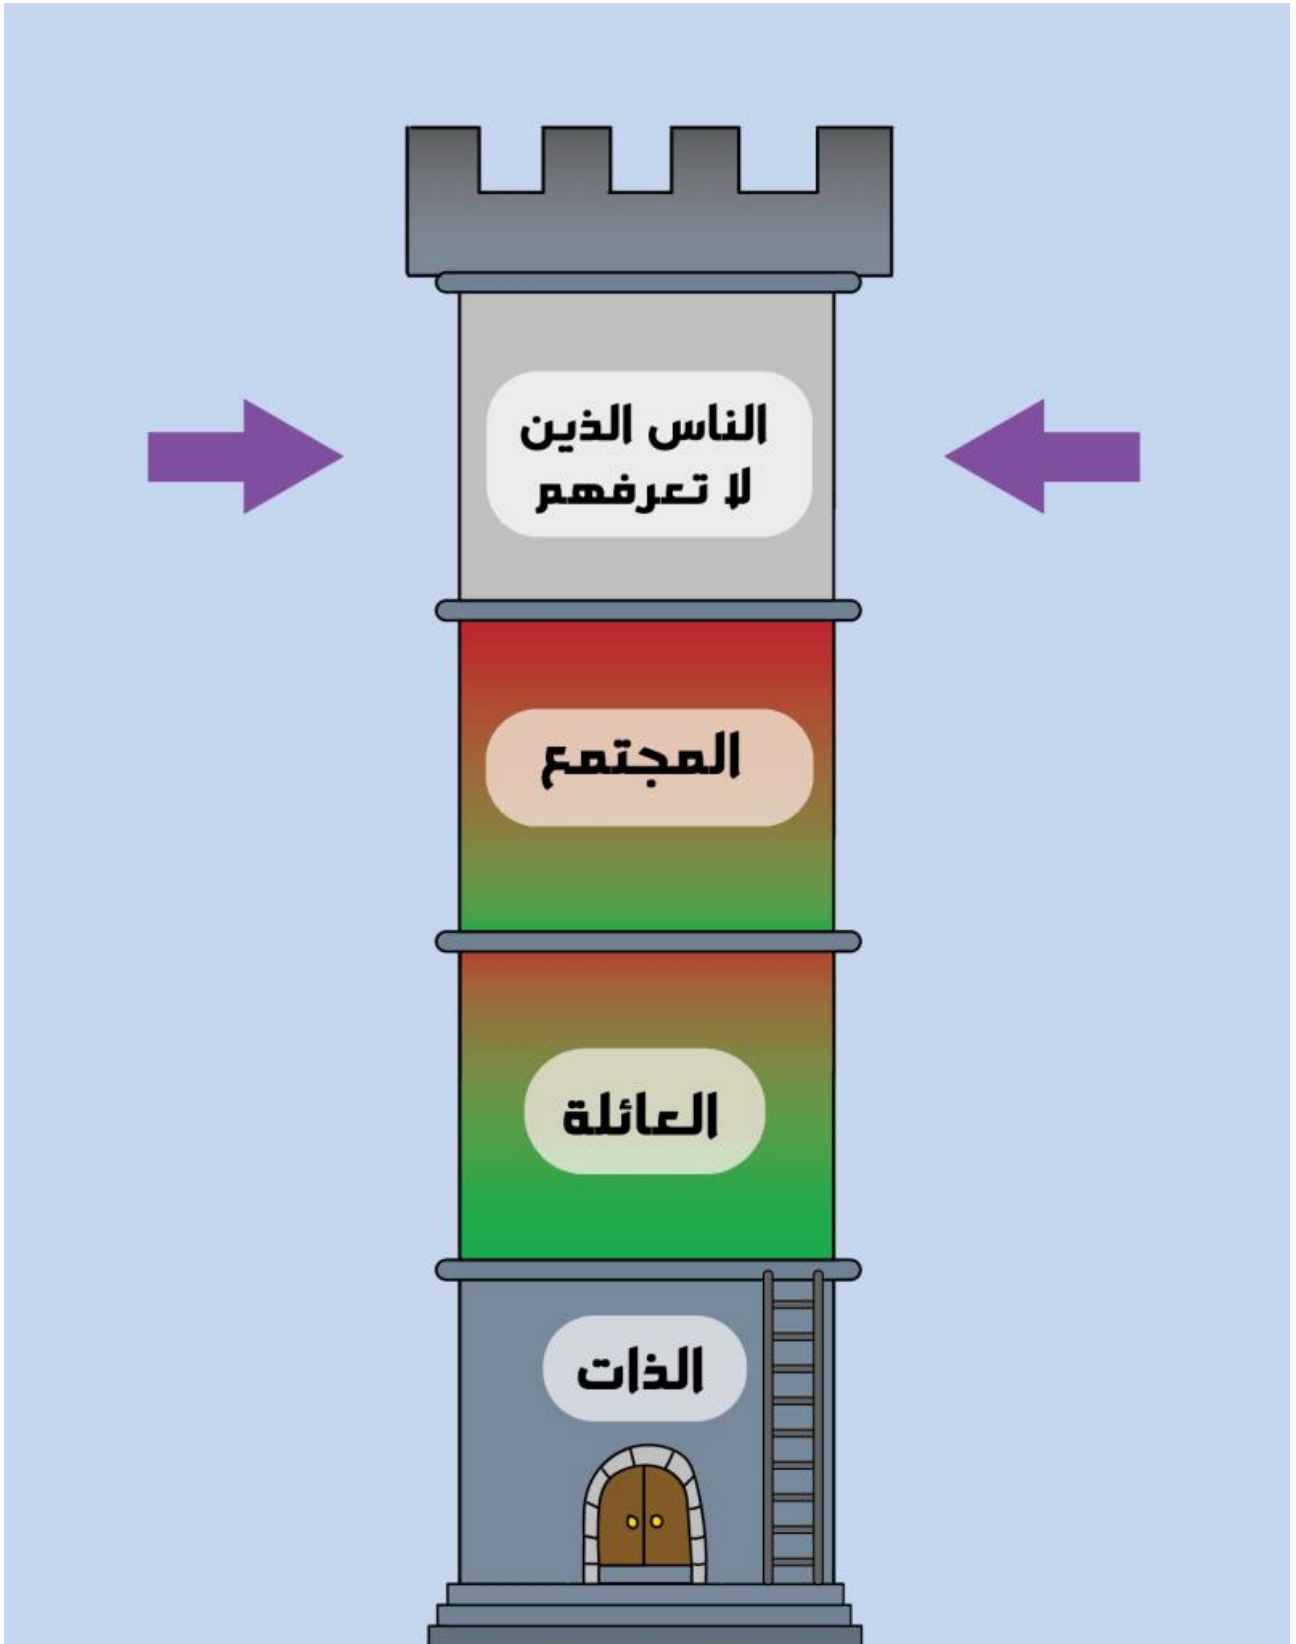 الناس الذين
لا تعرفهم
المجتمع
العائلة
الذات